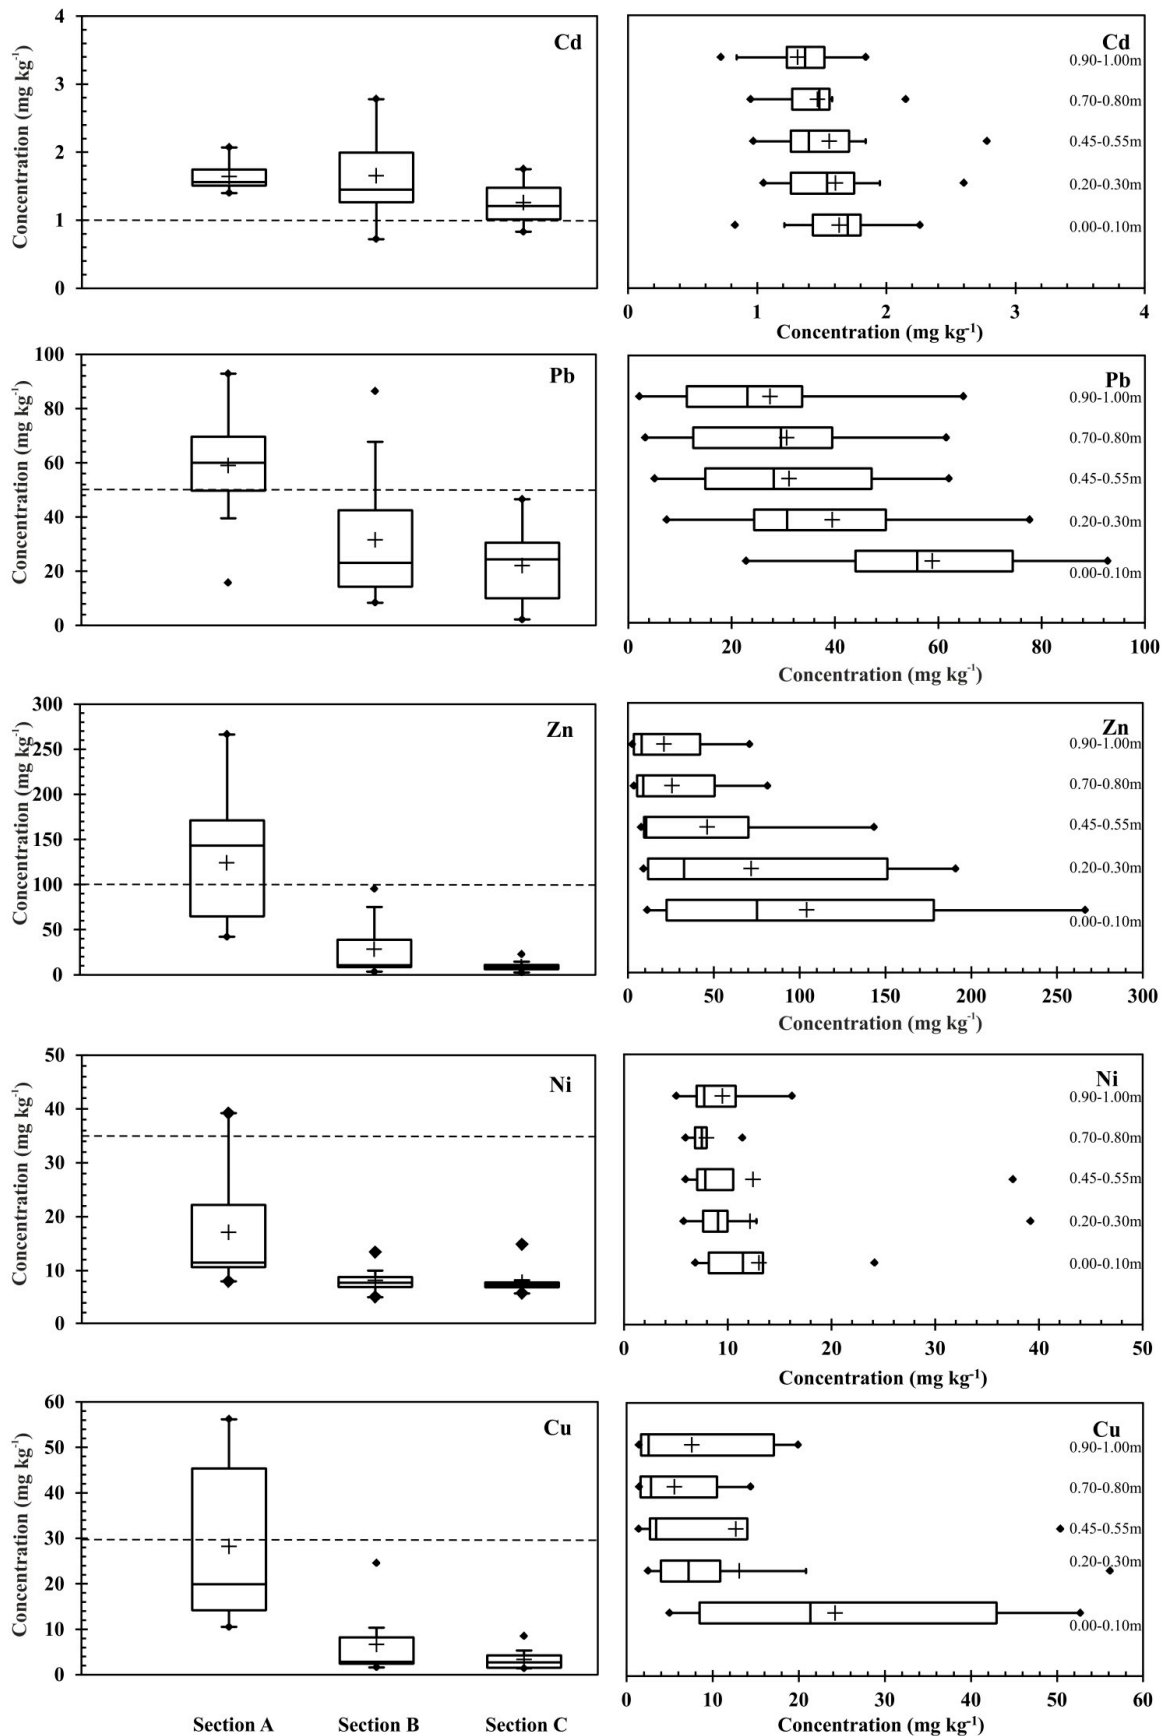 4
3
2
1
0
Concentration (mg kg-1)
Cd
Cd
0.90-1.00m
0.70-0.80m
0.45-0.55m
0.20-0.30m
0.00-0.10m
0 1 2 3 4
Concentration (mg kg-1)
100
80
60
40
20
0
Concentration (mg kg-1)
Pb
Pb
0.90-1.00m
0.70-0.80m
0.45-0.55m
0.20-0.30m
0.00-0.10m
0 20 40 60 80 100
Concentration (mg kg-1)
300
250
200
150
100
50
0
Concentration (mg kg-1)
Zn
Zn
0.90-1.00m
0.70-0.80m
0.45-0.55m
0.20-0.30m
0.00-0.10m
0 50 100 150 200 250 300
Concentration (mg kg-1)
50
40
30
20
10
0
Concentration (mg kg-1)
Ni
Ni
0.90-1.00m
0.70-0.80m
0.45-0.55m
0.20-0.30m
0.00-0.10m
0 10 20 30 40 50
Concentration (mg kg-1)
60
50
40
30
20
10
0
Concentration (mg kg-1)
Cu
Section A Section B Section C
Cu
0.90-1.00m
0.70-0.80m
0.45-0.55m
0.20-0.30m
0.00-0.10m
0 10 20 30 40 50 60
Concentration (mg kg-1)